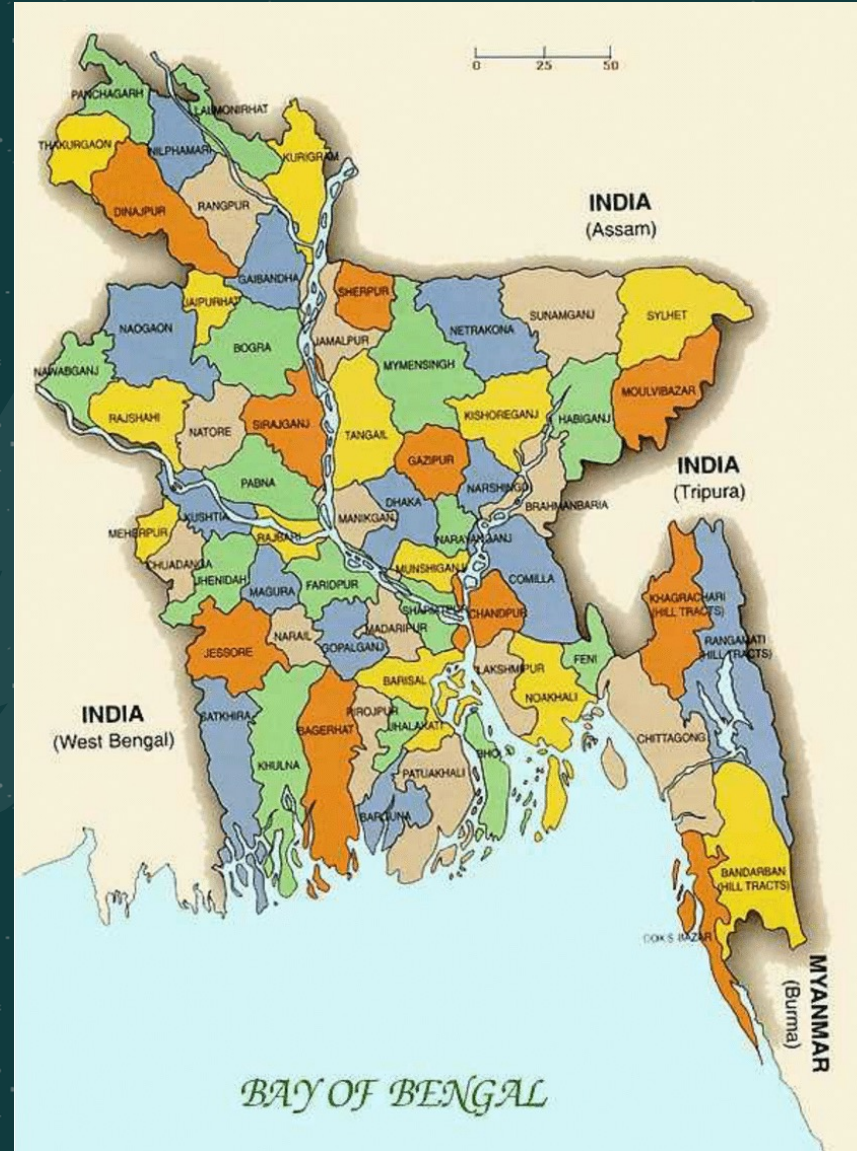 PANCHAGARH
LALMONIRHAT
0 25 50
THAKURGAON
NILPHAMARI
KURIGRAM
DINAJPUR
RANGPUR
INDIA
(Assam)
GAIBANDHA
SHERPUR
JAIPURHAT
NAOGAON
JAMALPUR
NETRAKONA
SUNAMGANJ
SYLHET
BOGRA
MYMENSINGH
NAWABGANJ
MOULVIBAZAR
RAJSHAHI
NATORE
SIRAJGANJ
TANGAIL
KISHOREGANJ
HABIGANJ
GAZIPUR
INDIA
(Tripura)
PABNA
DHAKA
NARSHINGD
BRAHMANBARIA
KUSHTIA
MANIKGANJ
MEHERPUR
RAJBARI
NARAYANGANJ
CHUADANGA
MUNSHIGANJ
JHENIDAH
MAGURA
FARIDPUR
COMILLA
KHAGRACHARI
(HILL TRACTS)
CHANDPUR
MADARIPUR
NARAIL
GOPALGANJ
JESSORE
RANGAMATI
(HILL TRACTS)
FENI
LAKSHMIPUR
BARISAL
NOAKHALI
INDIA
(West Bengal)
SATKHIRA
PIROJPUR
BAGERHAT
JHALAKATI
CHITTAGONG
BHOL
KHULNA
PATUAKHALI
BARGUNA
BANDARBAN
(HILL TRACTS)
COX'S BAZAR
MYANMAR
(Burma)
BAY OF BENGAL